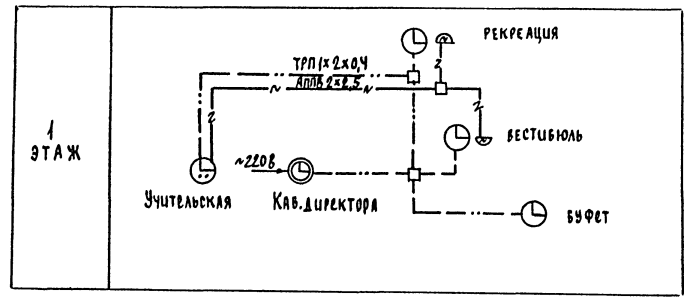 РЕКРЕАЦИЯ
ТРП 1×2×0,4
АППВ 2×2,5
1
ЭТАЖ
ВЕСТИБЮЛЬ
~220В
УЧИТЕЛЬСКАЯ
КАБ. ДИРЕКТОРА
БУФЕТ